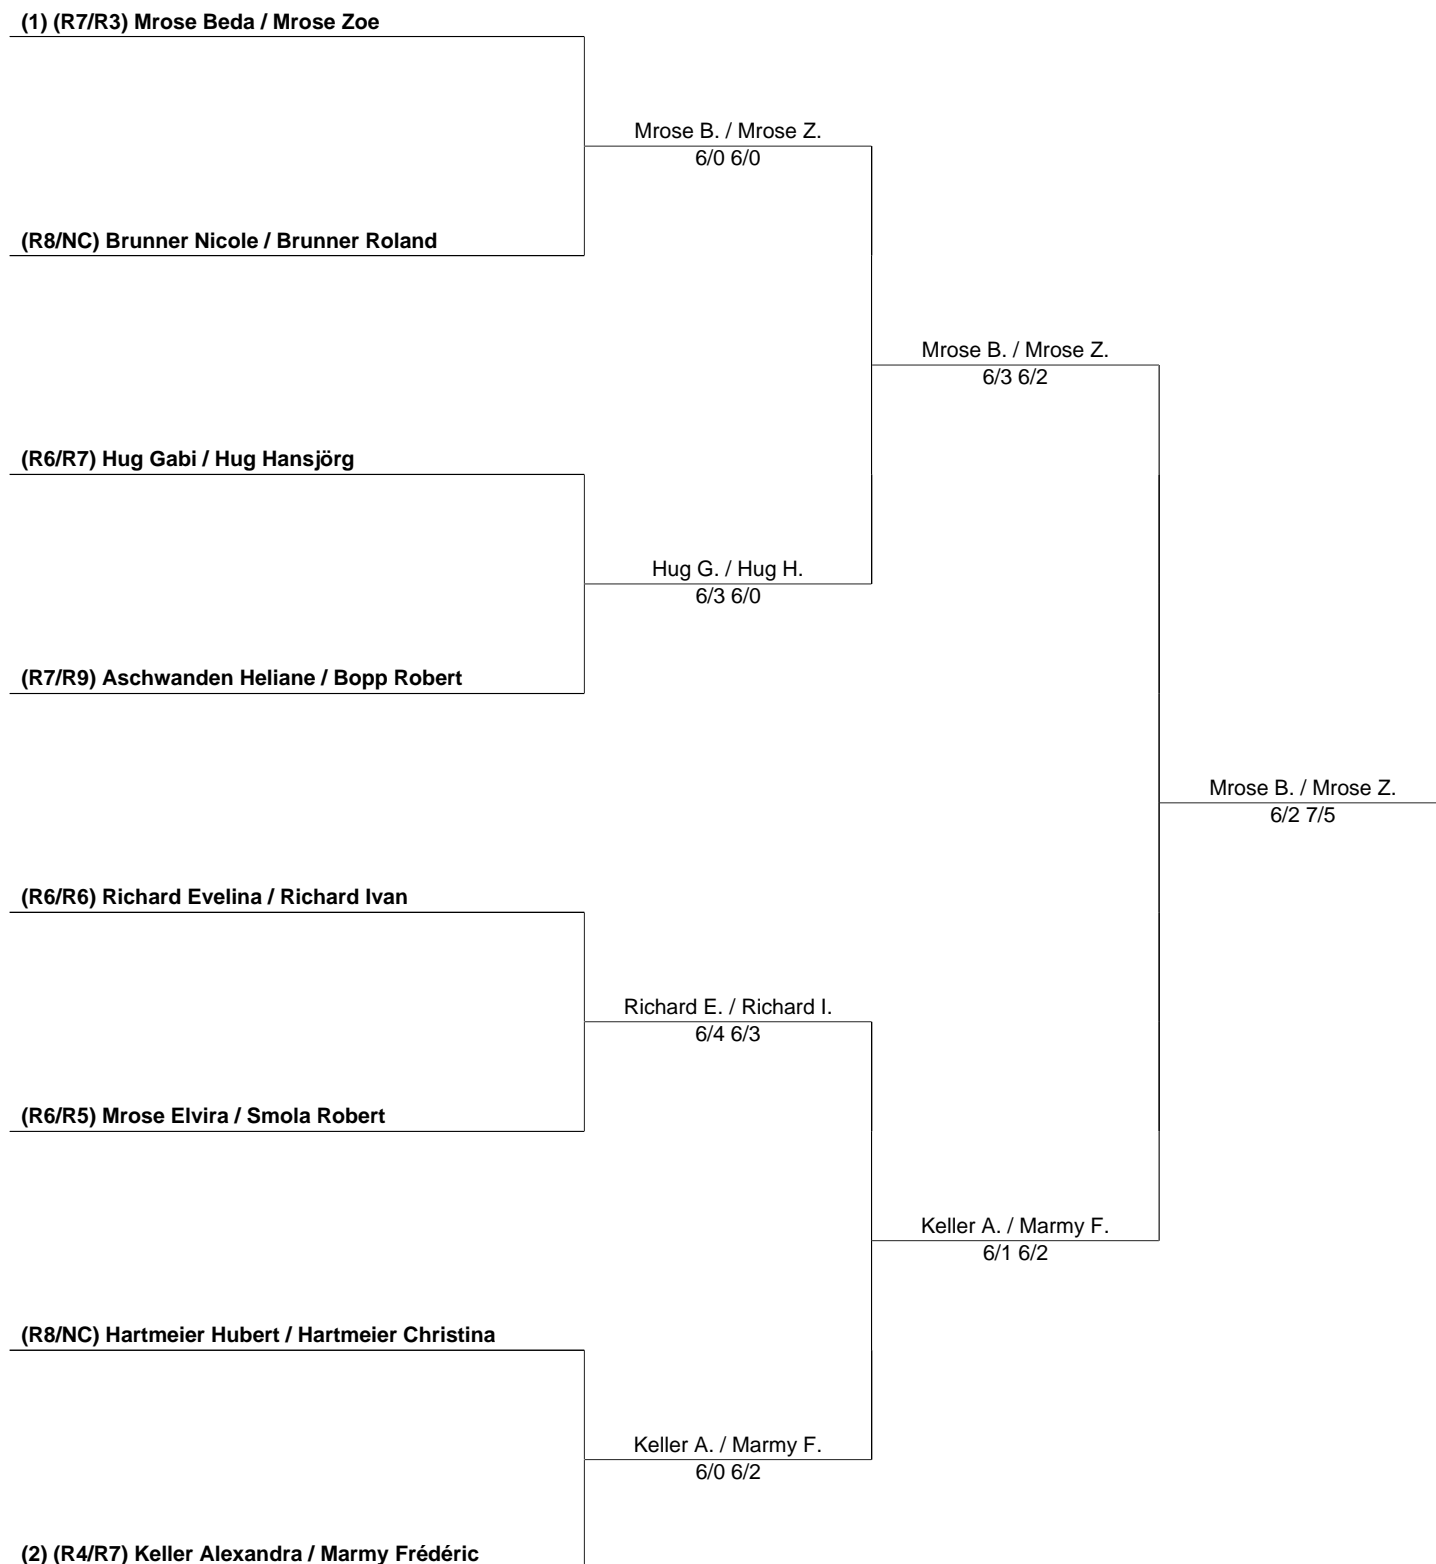 (1) (R7/R3) Mrose Beda / Mrose Zoe
Mrose B. / Mrose Z.
6/0 6/0
(R8/NC) Brunner Nicole / Brunner Roland
Mrose B. / Mrose Z.
6/3 6/2
(R6/R7) Hug Gabi / Hug Hansjörg
Hug G. / Hug H.
6/3 6/0
(R7/R9) Aschwanden Heliane / Bopp Robert
Mrose B. / Mrose Z.
6/2 7/5
(R6/R6) Richard Evelina / Richard Ivan
Richard E. / Richard I.
6/4 6/3
(R6/R5) Mrose Elvira / Smola Robert
Keller A. / Marmy F.
6/1 6/2
(R8/NC) Hartmeier Hubert / Hartmeier Christina
Keller A. / Marmy F.
6/0 6/2
(2) (R4/R7) Keller Alexandra / Marmy Frédéric